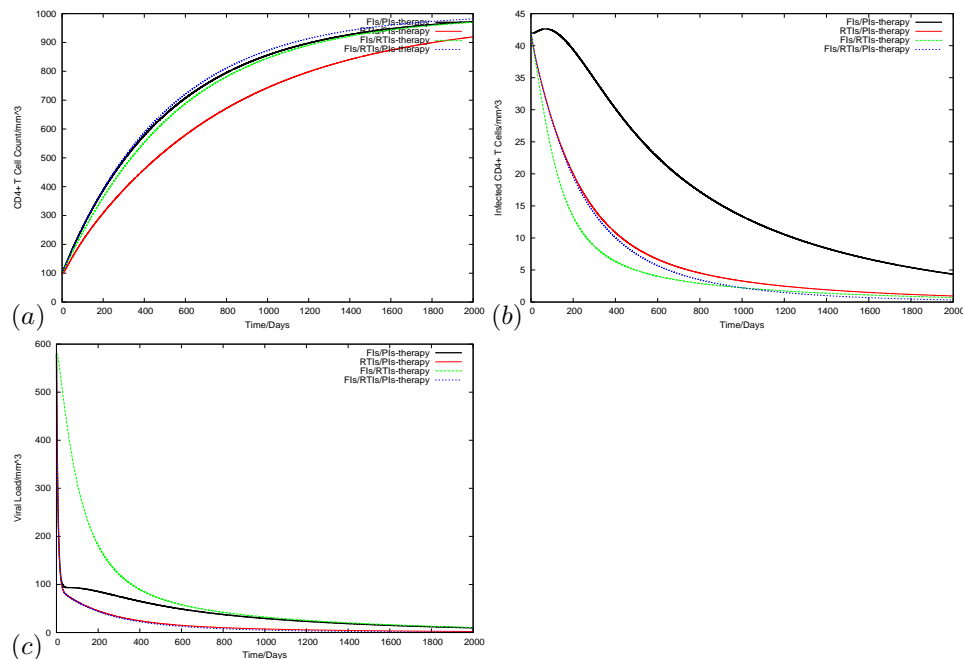 1000
900
800
700
600
500
400
300
200
100
0
CD4+ T Cell Count/mm^3
FIs/PIs-therapy
RTIs/PIs-therapy
FIs/RTIs-therapy
FIs/RTIs/PIs-therapy
0 200 400 600 800 1000 1200 1400 1600 1800 2000
Time/Days
(a)
45
40
35
30
25
20
15
10
5
0
Infected CD4+ T Cells/mm^3
FIs/PIs-therapy
RTIs/PIs-therapy
FIs/RTIs-therapy
FIs/RTIs/PIs-therapy
0 200 400 600 800 1000 1200 1400 1600 1800 2000
Time/Days
(b)
600
500
400
300
200
100
0
Viral Load/mm^3
FIs/PIs-therapy
RTIs/PIs-therapy
FIs/RTIs-therapy
FIs/RTIs/PIs-therapy
0 200 400 600 800 1000 1200 1400 1600 1800 2000
Time/Days
(c)